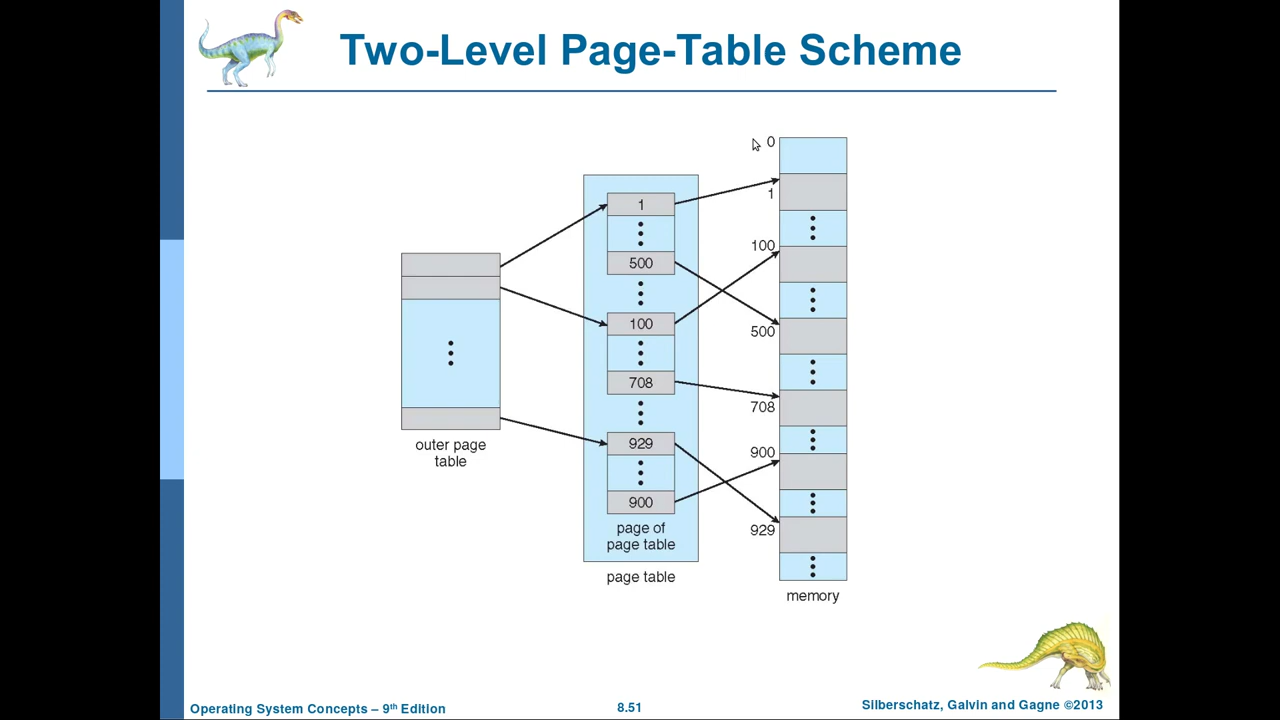 Two-Level Page-Table Scheme
outer page
table
1
500
100
708
929
900
page of
page table
page table
0
1
100
500
708
900
929
memory
Operating System Concepts – 9th Edition
8.51
Silberschatz, Galvin and Gagne ©2013